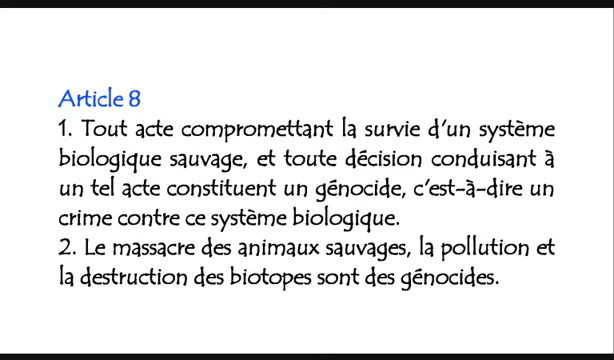 Article 8
1. Tout acte compromettant la survie d'un système
biologique sauvage, et toute décision conduisant à
un tel acte constituent un génocide, c'est-à-dire un
crime contre ce système biologique.
2. Le massacre des animaux sauvages, la pollution et
la destruction des biotopes sont des génocides.